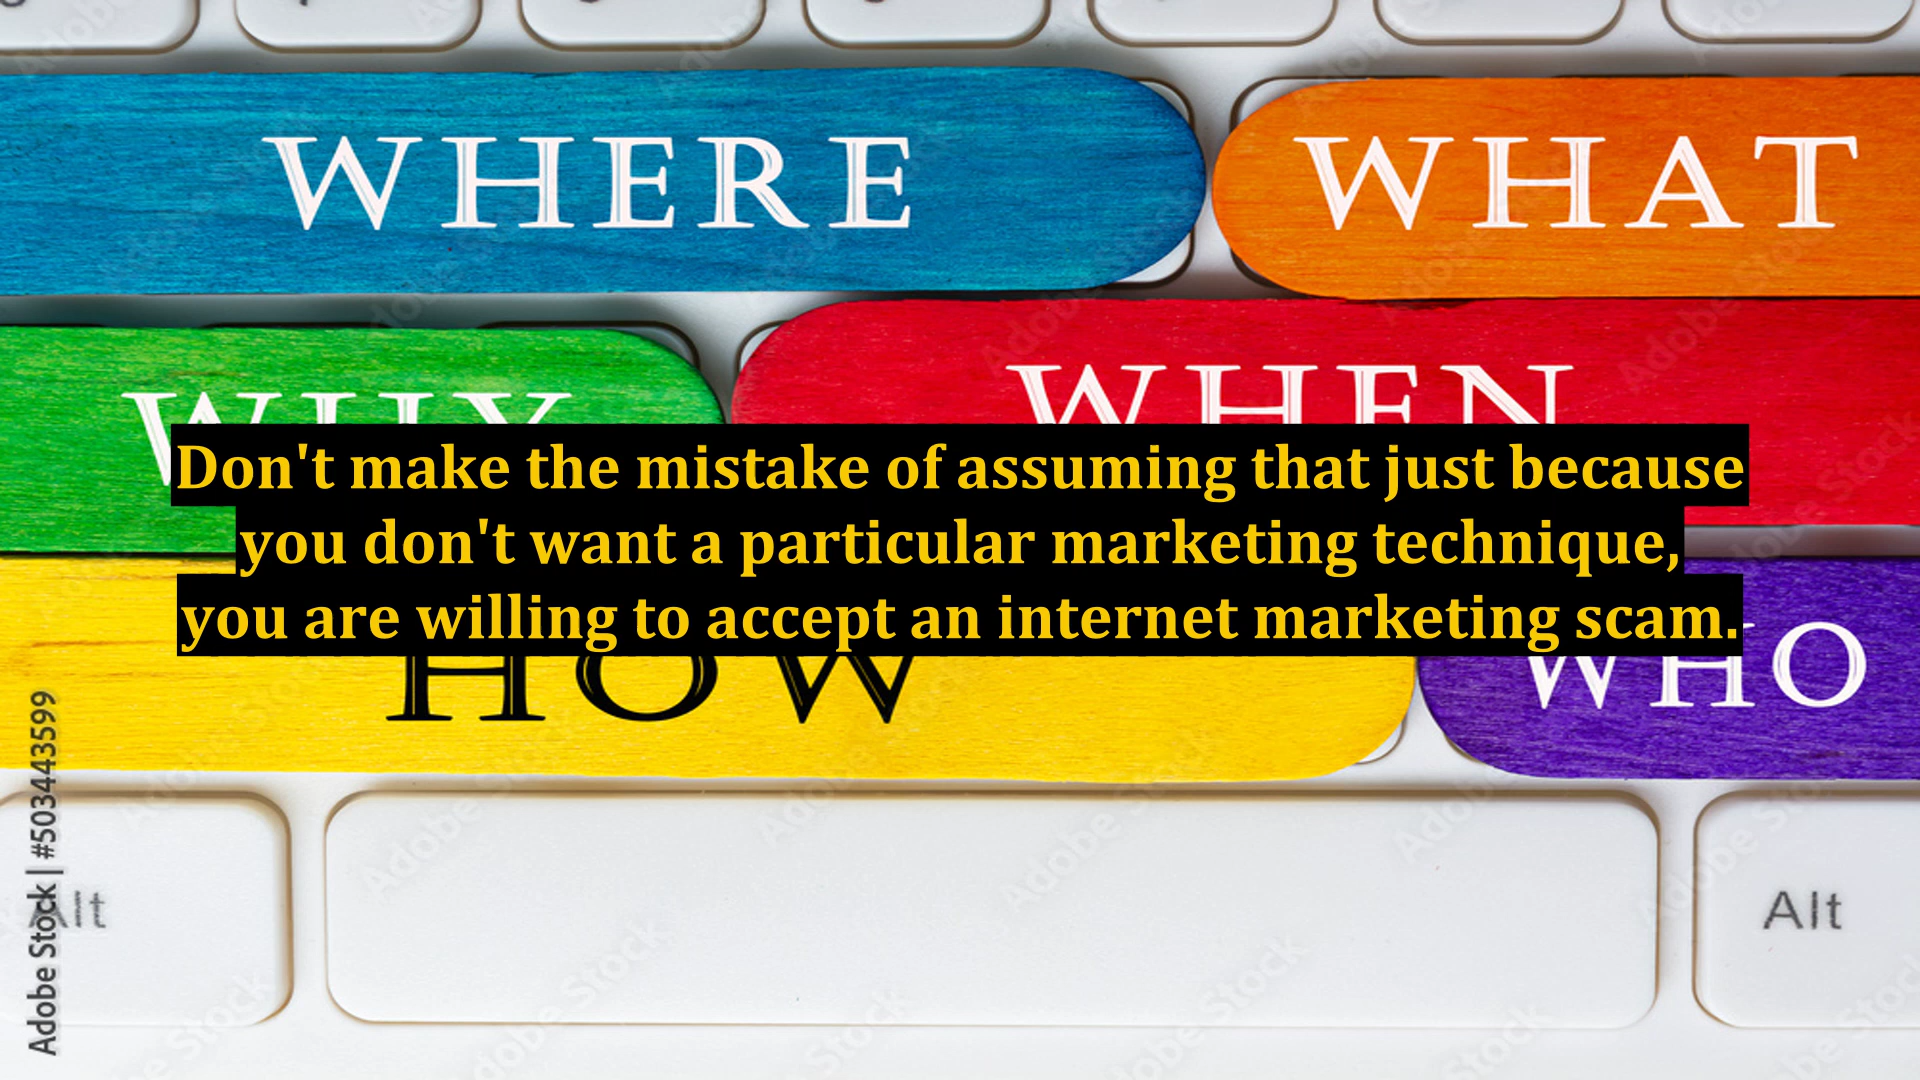 WHERE
WHAT
WHY
WHEN
Don't make the mistake of assuming that just because
you don't want a particular marketing technique,
you are willing to accept an internet marketing scam.
HOW
WHO
Alt
Alt
Adobe Stock | #503443599